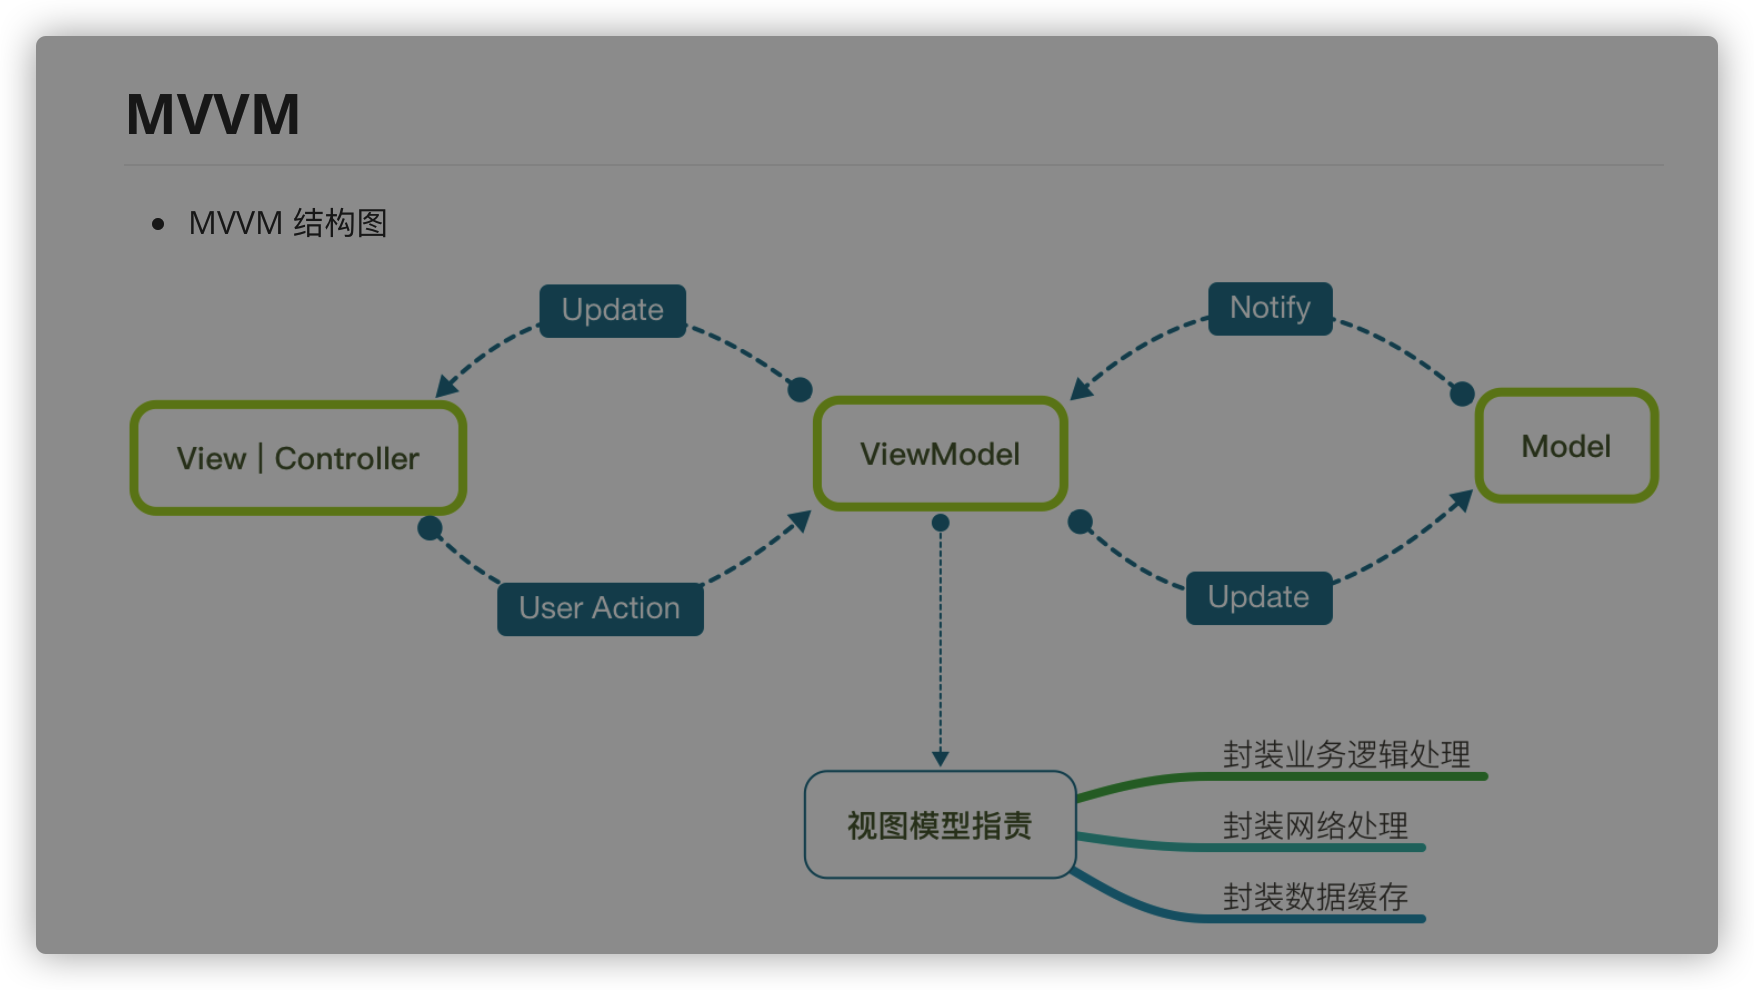 MVVM
MVVM 结构图
Update
Notify
View | Controller
ViewModel
Model
User Action
Update
封装业务逻辑处理
视图模型指责
封装网络处理
封装数据缓存